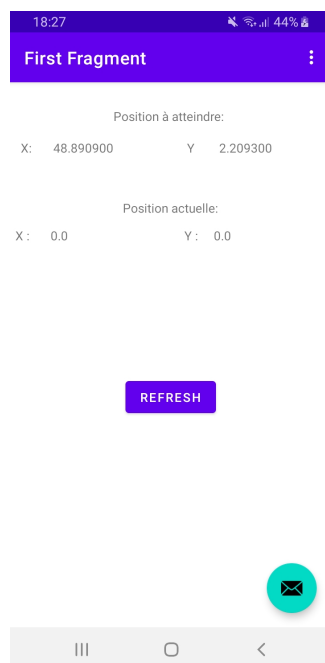 18:27 44%
First Fragment
Position à atteindre:
X: 48.890900 Y 2.209300
Position actuelle:
X : 0.0 Y : 0.0
REFRESH